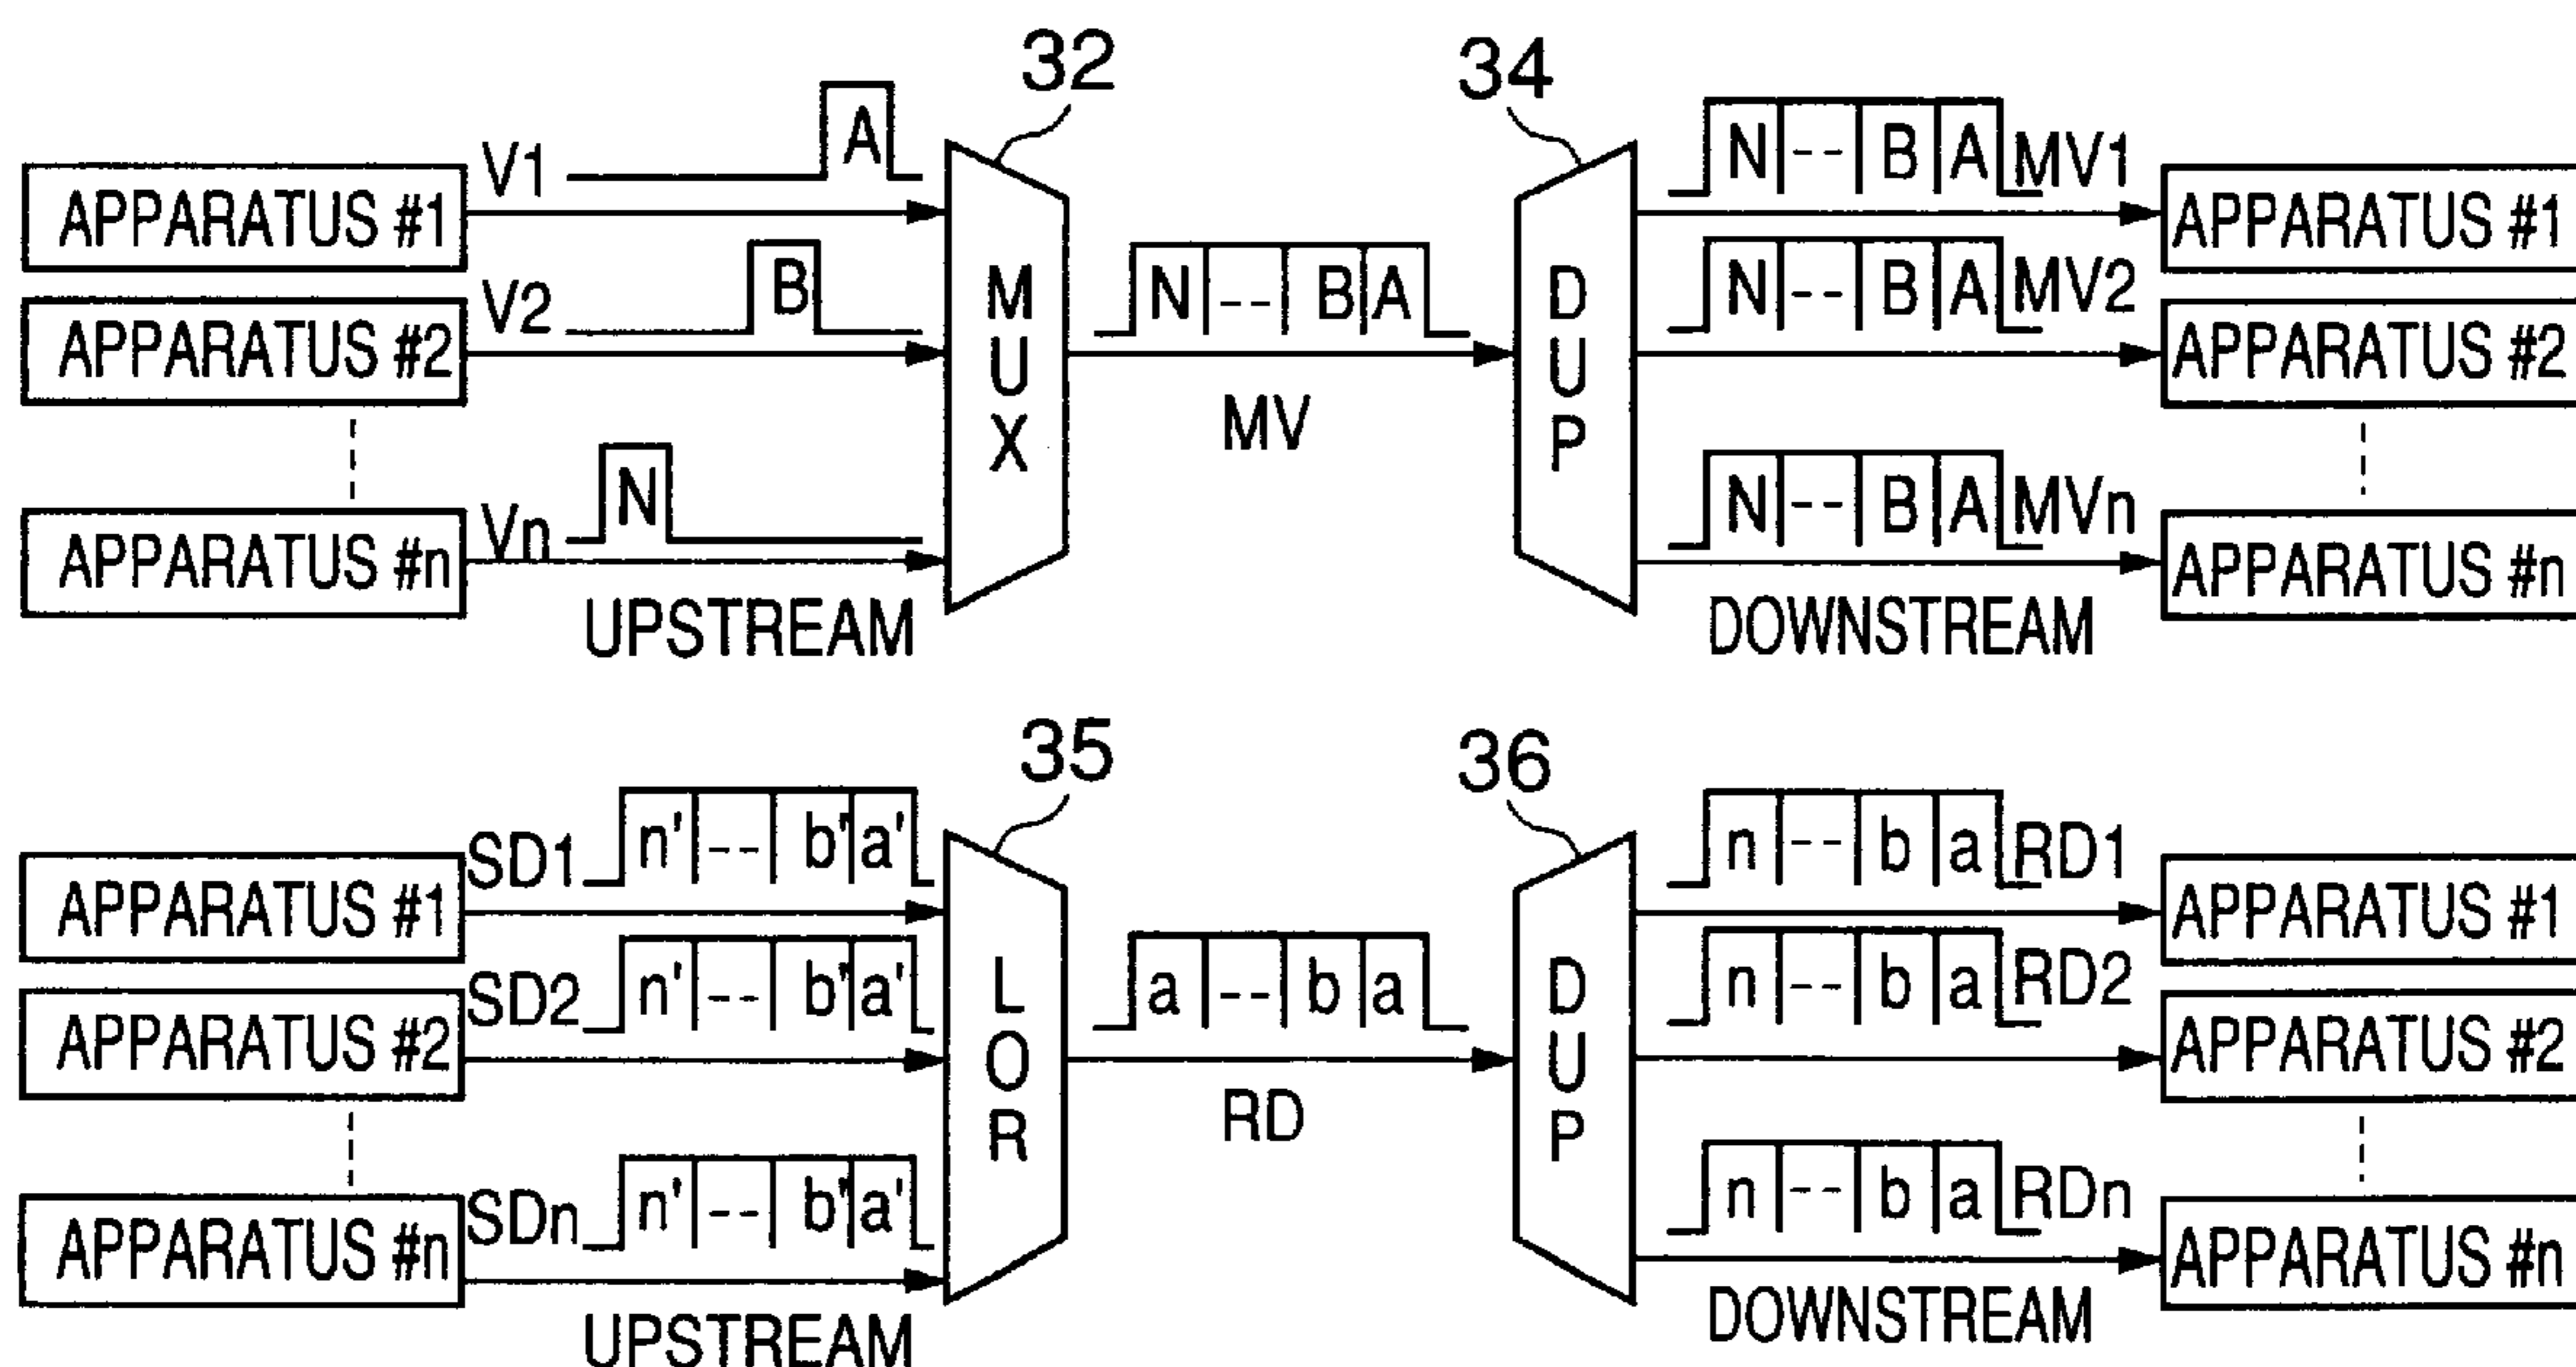 32
34
A
N -- B A MV1
V1
APPARATUS #1
APPARATUS #1
B
N -- B A
MV2
N -- B A
V2
M
U
X
D
U
P
APPARATUS #2
APPARATUS #2
MV
N
N -- B A MVn
Vn
APPARATUS #n
APPARATUS #n
UPSTREAM
DOWNSTREAM
35
36
SD1 n' -- b' a'
n -- b a RD1
APPARATUS #1
APPARATUS #1
SD2 n' -- b' a'
L
O
R
a -- b a
D
U
P
n -- b a RD2
APPARATUS #2
APPARATUS #2
RD
SDn n' -- b' a'
n -- b a RDn
APPARATUS #n
APPARATUS #n
UPSTREAM
DOWNSTREAM